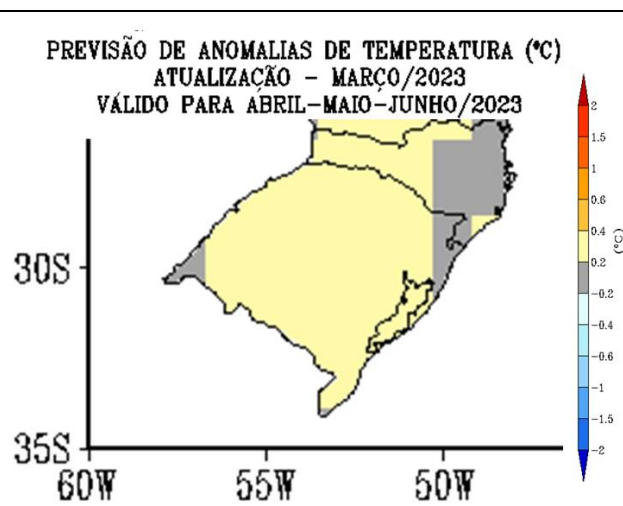 PREVISÃO DE ANOMALIAS DE TEMPERATURA (°C)
ATUALIZAÇÃO - MARÇO/2023
VÁLIDO PARA ABRIL-MAIO-JUNHO/2023
2
1.5
1
0.6
0.4
0.2
-0.2
-0.4
-0.6
-1
-1.5
-2
(°C)
30S
35S
60W 55W 50W